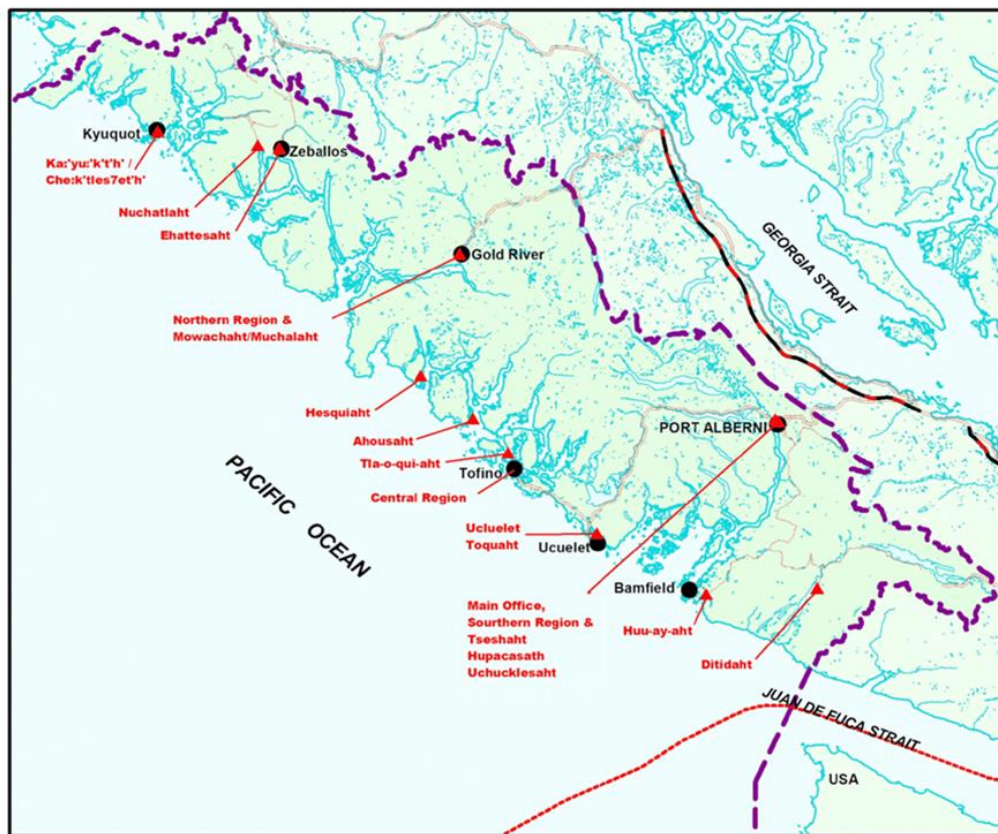 Kyuquot
Ka:'yu:'k't'h' /
Che:k'tles7et'h'
Zeballos
Nuchatlaht
Ehattesaht
Gold River
Northern Region &
Mowachaht/Muchalaht
GEORGIA STRAIT
Hesquiaht
Ahousaht
PORT ALBERNI
Tla-o-qui-aht
Tofino
Central Region
PACIFIC OCEAN
Ucluelet
Toquaht
Ucuelet
Bamfield
Main Office,
Sourthern Region &
Tseshaht
Hupacasath
Uchucklesaht
Huu-ay-aht
Ditidaht
JUAN DE FUCA STRAIT
USA